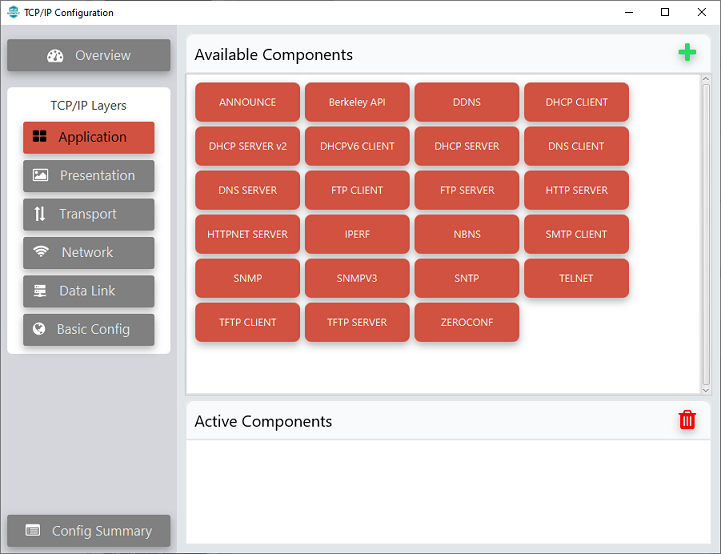 TCP/IP Configuration
Overview
TCP/IP Layers
Application
Presentation
Transport
Network
Data Link
Basic Config
Config Summary
Available Components
ANNOUNCE Berkeley API DDNS DHCP CLIENT
DHCP SERVER v2 DHCPV6 CLIENT DHCP SERVER DNS CLIENT
DNS SERVER FTP CLIENT FTP SERVER HTTP SERVER
HTTPNET SERVER IPERF NBNS SMTP CLIENT
SNMP SNMPV3 SNTP TELNET
TFTP CLIENT TFTP SERVER ZEROCONF
Active Components